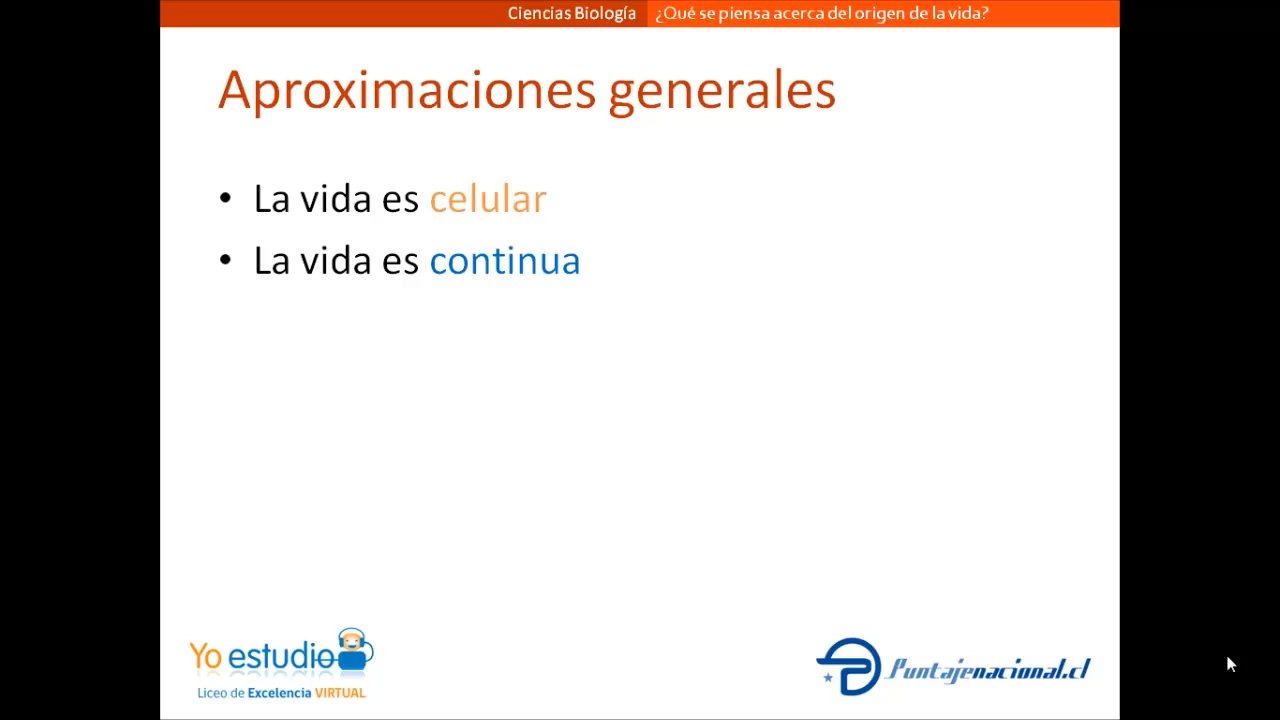 Ciencias Biología ¿Qué se piensa acerca del origen de la vida?
Aproximaciones generales
• La vida es celular
• La vida es continua
Yo estudio
Liceo de Excelencia VIRTUAL
Puntajenacional.cl